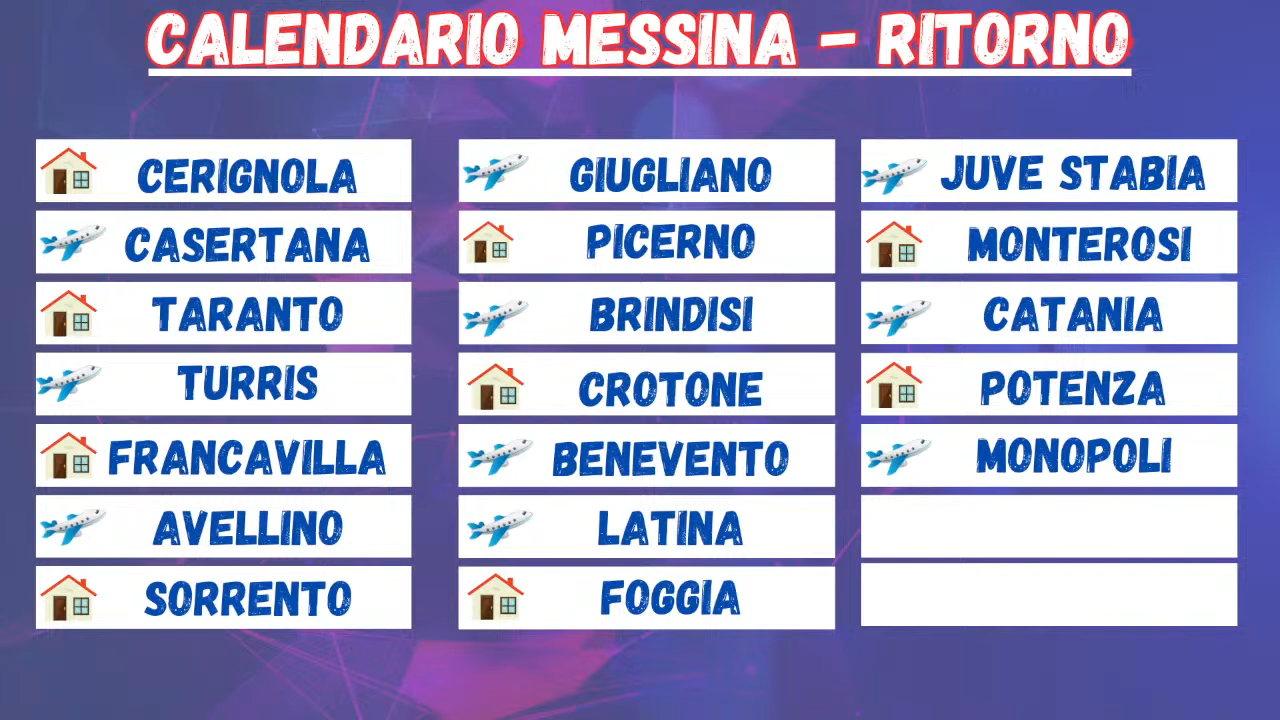 CALENDARIO MESSINA - RITORNO
CERIGNOLA
CASERTANA
TARANTO
TURRIS
FRANCAVILLA
AVELLINO
SORRENTO
GIUGLIANO
PICERNO
BRINDISI
CROTONE
BENEVENTO
LATINA
FOGGIA
JUVE STABIA
MONTEROSI
CATANIA
POTENZA
MONOPOLI